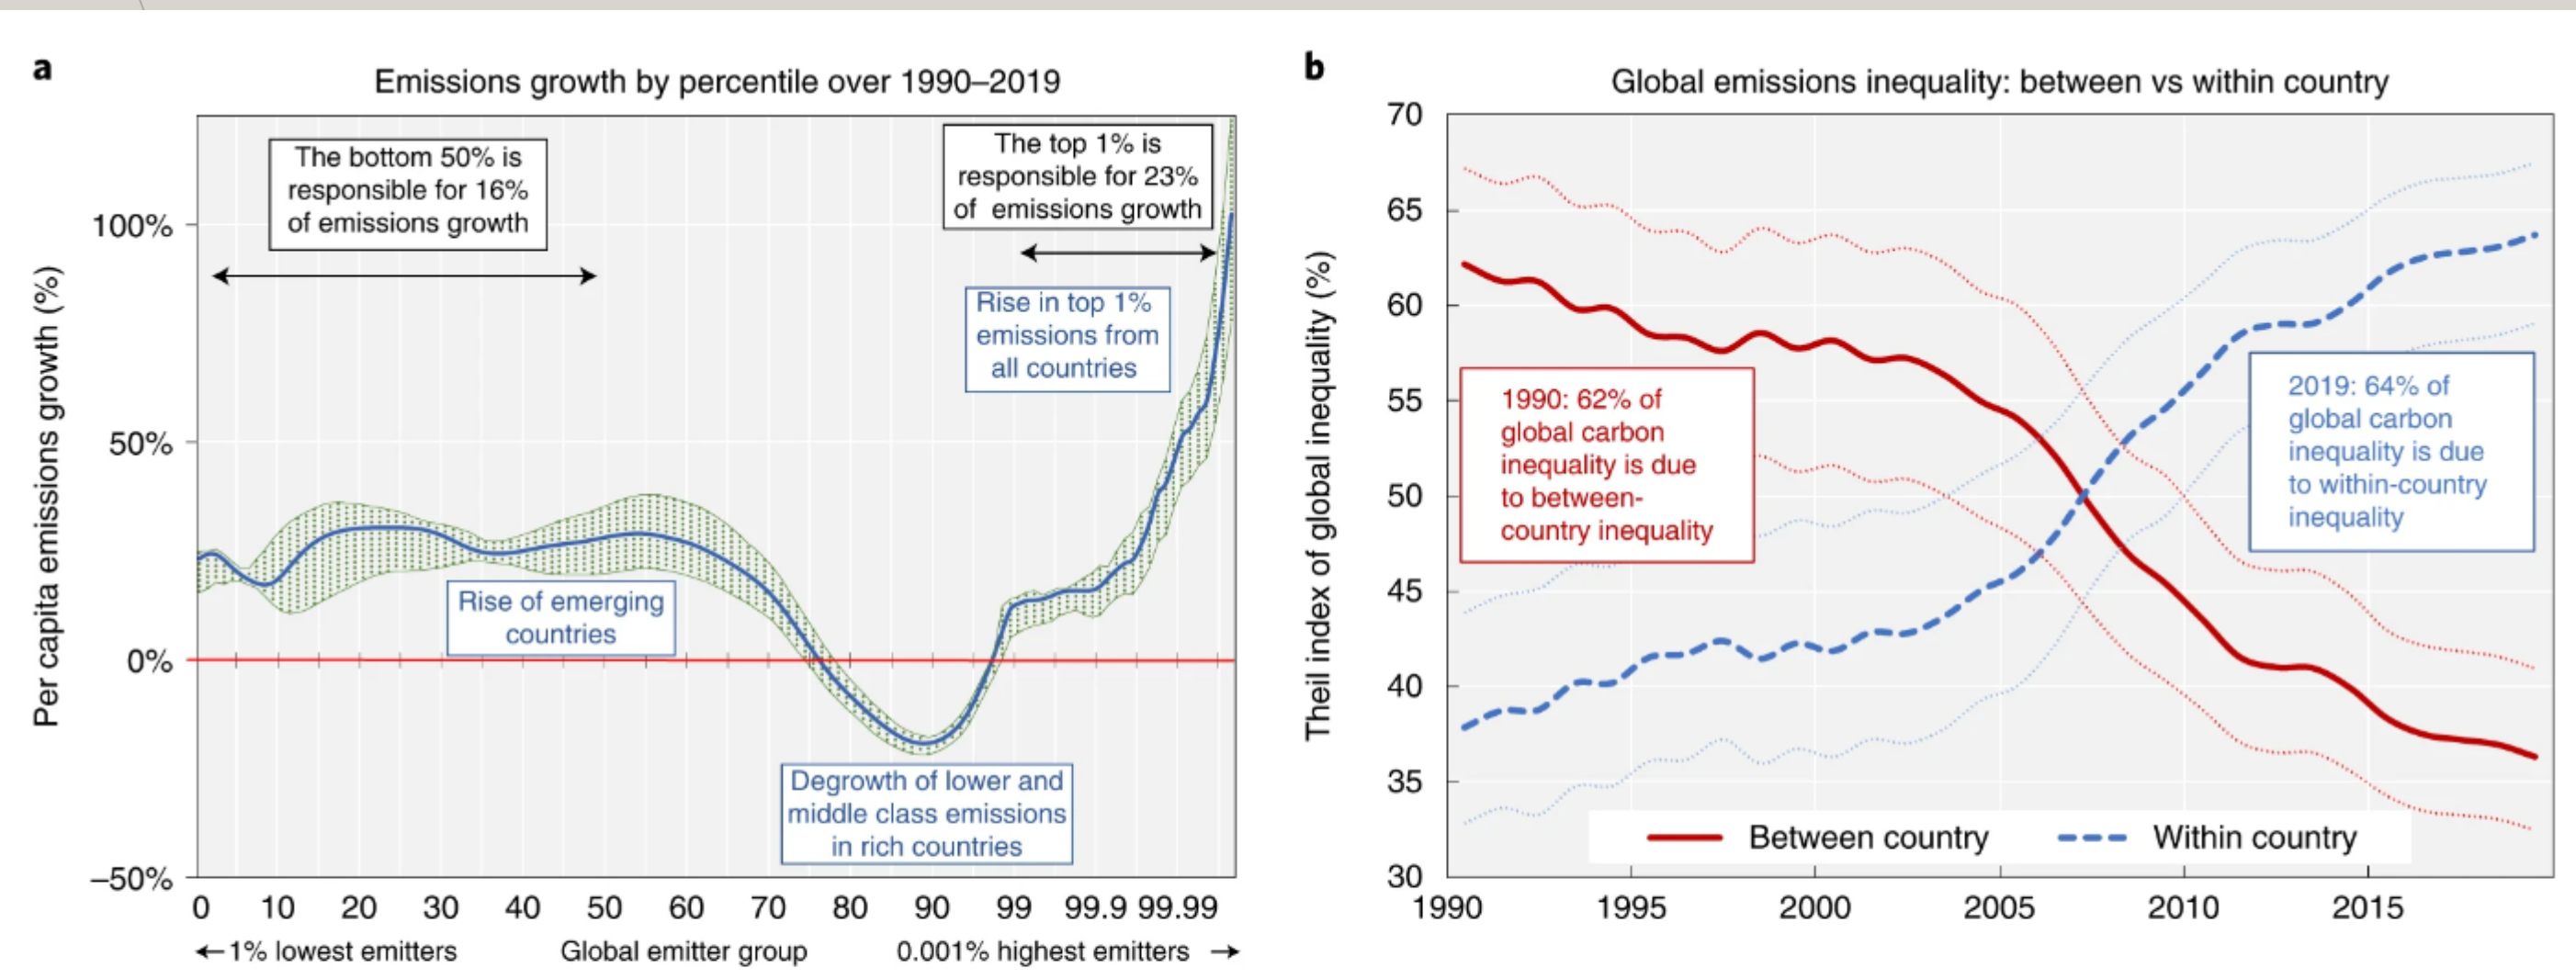 a
Emissions growth by percentile over 1990–2019
Per capita emissions growth (%)
100%
50%
0%
–50%
The bottom 50% is
responsible for 16%
of emissions growth
The top 1% is
responsible for 23%
of emissions growth
Rise in top 1%
emissions from
all countries
Rise of emerging
countries
Degrowth of lower and
middle class emissions
in rich countries
0 10 20 30 40 50 60 70 80 90 99 99.9 99.99
←1% lowest emitters Global emitter group 0.001% highest emitters →
b
Global emissions inequality: between vs within country
Theil index of global inequality (%)
70
65
60
55
50
45
40
35
30
1990: 62% of
global carbon
inequality is due
to between-
country inequality
2019: 64% of
global carbon
inequality is due
to within-country
inequality
Between country Within country
1990 1995 2000 2005 2010 2015